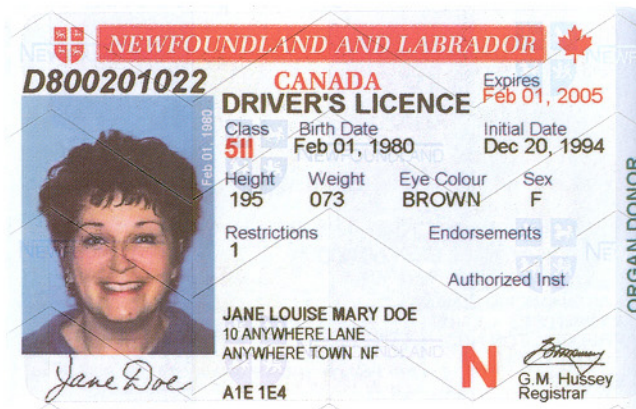 NEWFOUNDLAND AND LABRADOR
D800201022
CANADA
DRIVER'S LICENCE
Expires
Feb 01, 2005
Class Birth Date Initial Date
5II Feb 01, 1980 Dec 20, 1994
Feb 01, 1980
Height Weight Eye Colour Sex
195 073 BROWN F
Restrictions Endorsements
1
Authorized Inst.
JANE LOUISE MARY DOE
10 ANYWHERE LANE
ANYWHERE TOWN NF
A1E 1E4
N
G.M. Hussey
Registrar
Jane Doe
ORGAN DONOR
NEWFOUNDLAND